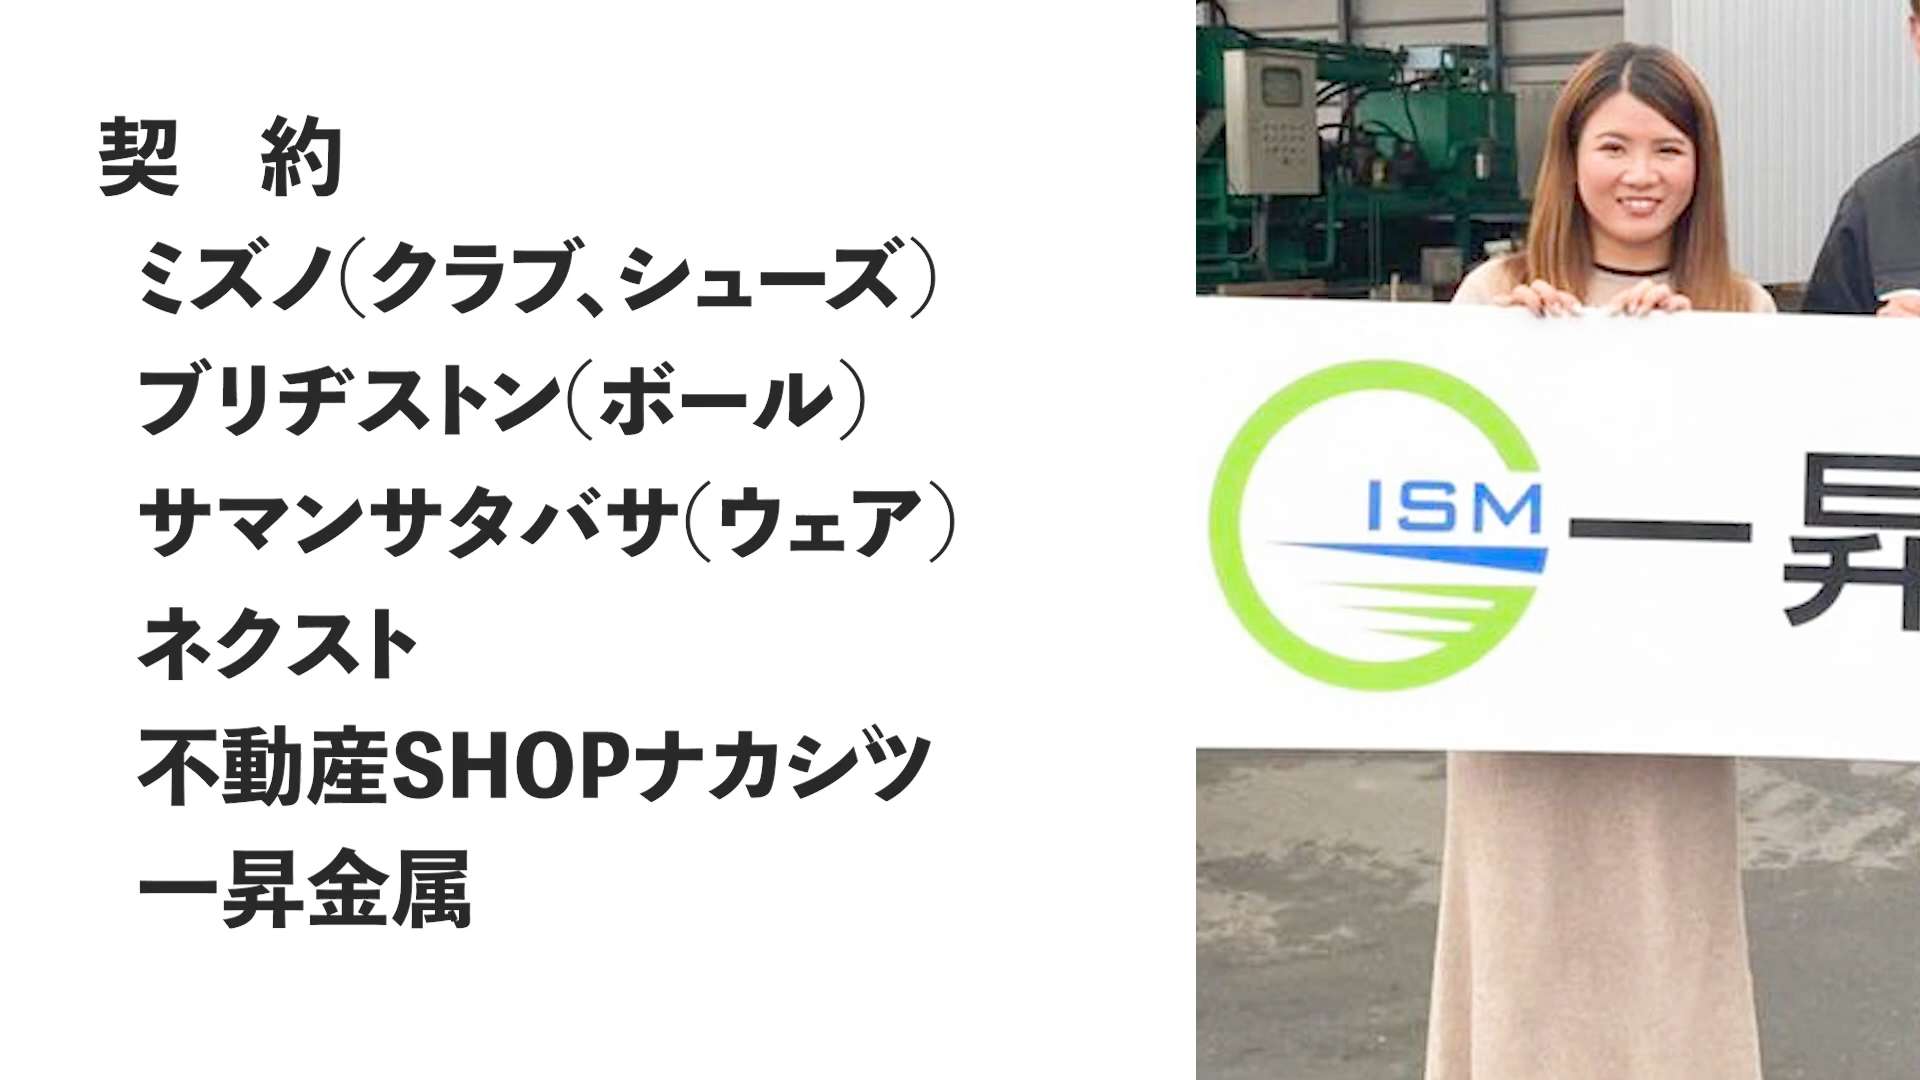 契　約
ミズノ（クラブ、シューズ）
ブリヂストン（ボール）
サマンサタバサ（ウェア）
ネクスト
不動産SHOPナカジツ
一昇金属
ISM 一昇